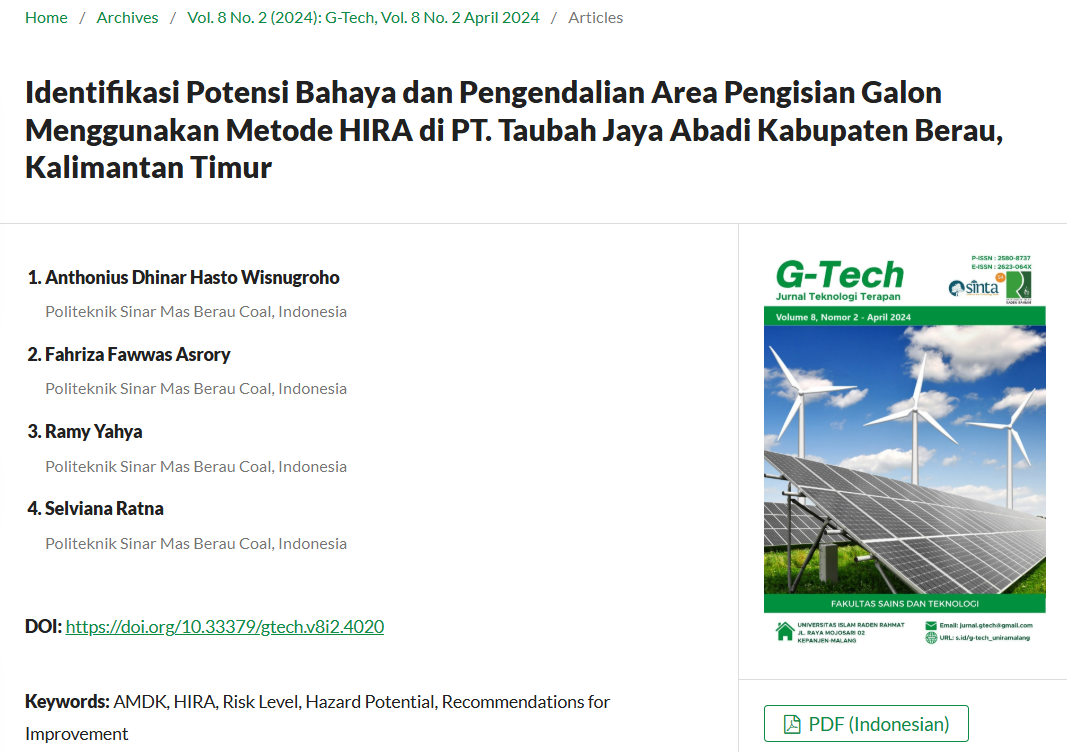 Home / Archives / Vol. 8 No. 2 (2024): G-Tech, Vol. 8 No. 2 April 2024 / Articles
Identifikasi Potensi Bahaya dan Pengendalian Area Pengisian Galon
Menggunakan Metode HIRA di PT. Taubah Jaya Abadi Kabupaten Berau,
Kalimantan Timur
1. Anthonius Dhinar Hasto Wisnugroho
Politeknik Sinar Mas Berau Coal, Indonesia
2. Fahriza Fawwas Asrory
Politeknik Sinar Mas Berau Coal, Indonesia
3. Ramy Yahya
Politeknik Sinar Mas Berau Coal, Indonesia
4. Selviana Ratna
Politeknik Sinar Mas Berau Coal, Indonesia
DOI: https://doi.org/10.33379/gtech.v8i2.4020
Keywords: AMDK, HIRA, Risk Level, Hazard Potential, Recommendations for
Improvement
P-ISSN : 2580-8737
E-ISSN : 2623-064X
G-Tech
Jurnal Teknologi Terapan
sinta
Volume 8, Nomor 2 - April 2024
FAKULTAS SAINS DAN TEKNOLOGI
UNIVERSITAS ISLAM RADEN RAHMAT
JL. RAYA MOJOSARI 02
KEPANJEN-MALANG
Email: jurnal.gtech@gmail.com
URL: s.id/g-tech_uniramalang
PDF (Indonesian)